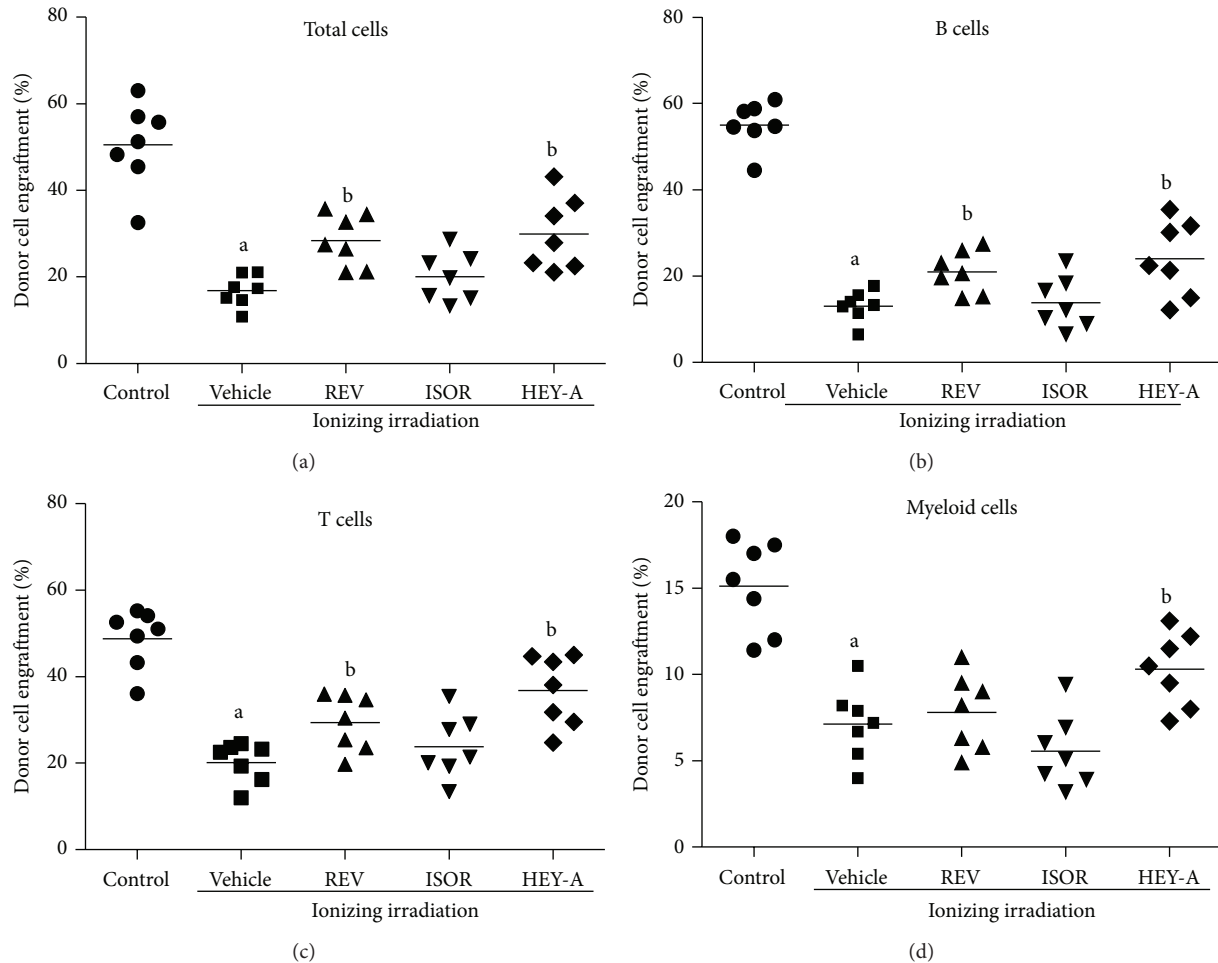 Total cells
Donor cell engraftment (%)
80
60
40
20
0
a
b
b
Control Vehicle REV ISOR HEY-A
Ionizing irradiation
(a)
B cells
Donor cell engraftment (%)
80
60
40
20
0
a
b
b
Control Vehicle REV ISOR HEY-A
Ionizing irradiation
(b)
T cells
Donor cell engraftment (%)
80
60
40
20
0
a
b
b
Control Vehicle REV ISOR HEY-A
Ionizing irradiation
(c)
Myeloid cells
Donor cell engraftment (%)
20
15
10
5
0
a
b
Control Vehicle REV ISOR HEY-A
Ionizing irradiation
(d)